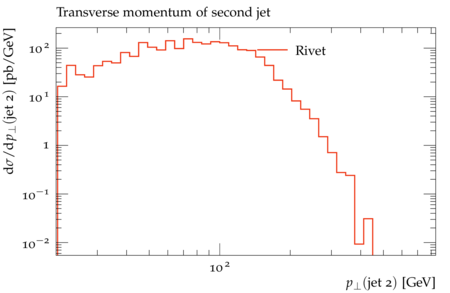 Transverse momentum of second jet
dσ/dp⊥(jet 2) [pb/GeV]
10²
10¹
1
10⁻¹
10⁻²
Rivet
10²
p⊥(jet 2) [GeV]